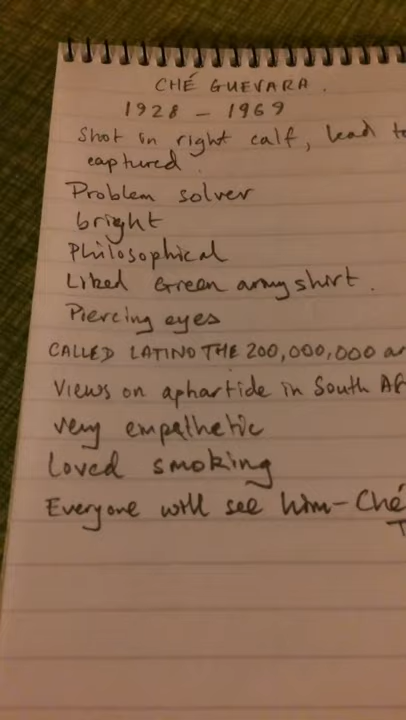 CHÉ GUEVARA.
1928 – 1969
Shot in right calf, lead to
captured.
Problem solver
bright
Philosophical
Liked Green army shirt.
Piercing eyes
CALLED LATINO THE 200,000,000 an
Views on aphartide in South Af
very empathetic
Loved smoking
Everyone will see him – Ché
T